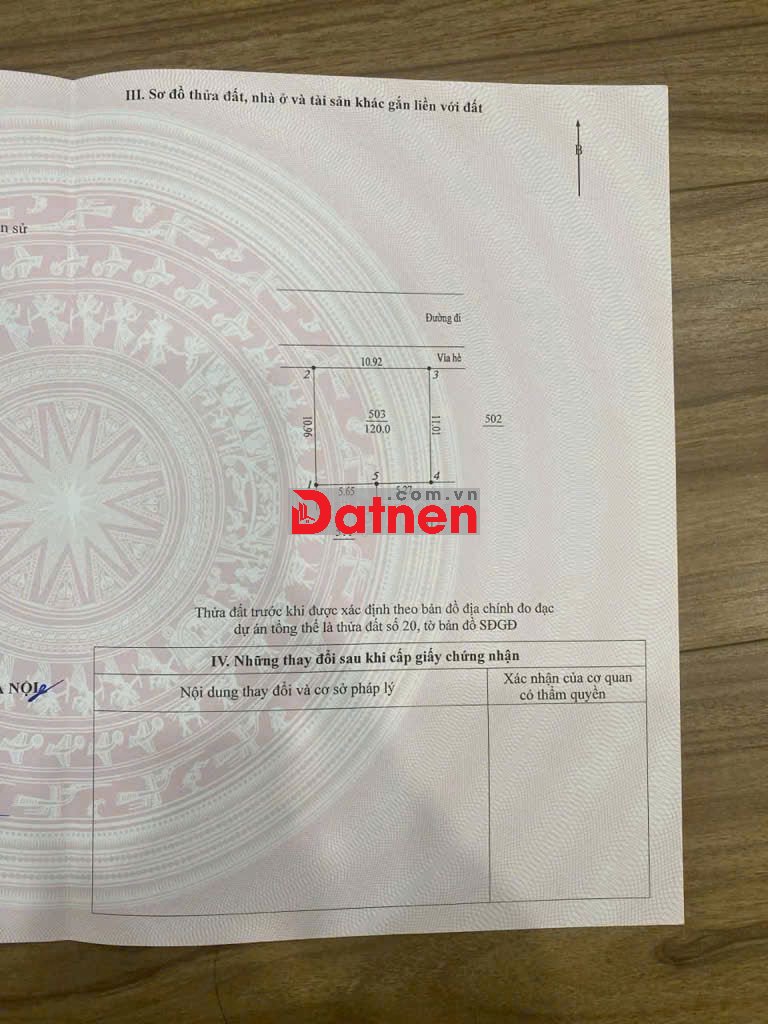 III. Sơ đồ thửa đất, nhà ở và tài sản khác gắn liền với đất
B
n sử
Đường đi
Vỉa hè
10.92
2
3
10.96
503
120.0
11.01
502
5
4
1
5.65
.com.vn
Datnen
Thửa đất trước khi được xác định theo bản đồ địa chính đo đạc
dự án tổng thể là thửa đất số 20, tờ bản đồ SĐGĐ
IV. Những thay đổi sau khi cấp giấy chứng nhận
NỘI
Nội dung thay đổi và cơ sở pháp lý
Xác nhận của cơ quan
có thẩm quyền